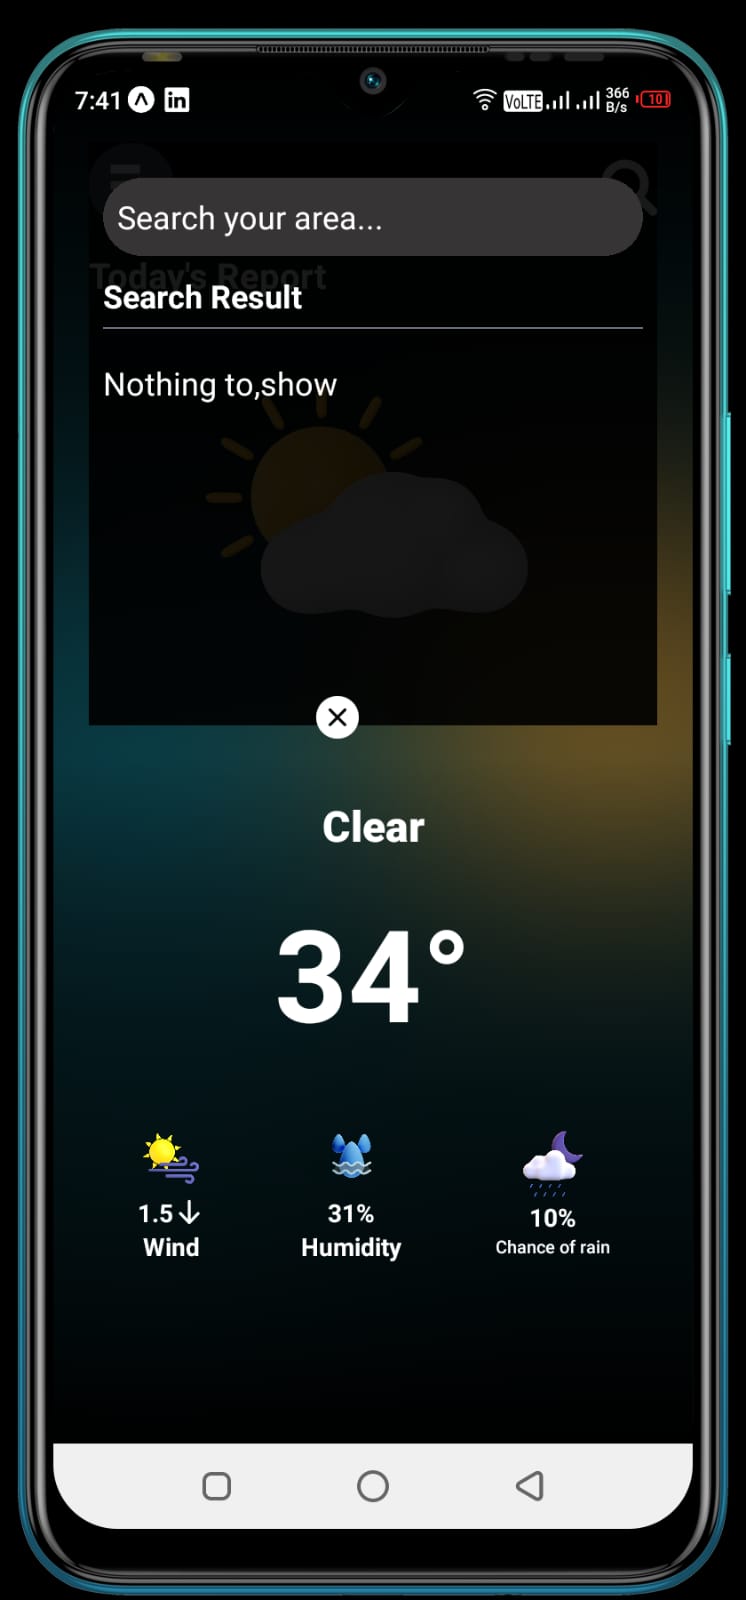 7:41 in VoLTE 366 B/s 10
Search your area...
Today's Report
Search Result
Nothing to,show
Clear
34°
1.5↓ 31% 10%
Wind Humidity Chance of rain